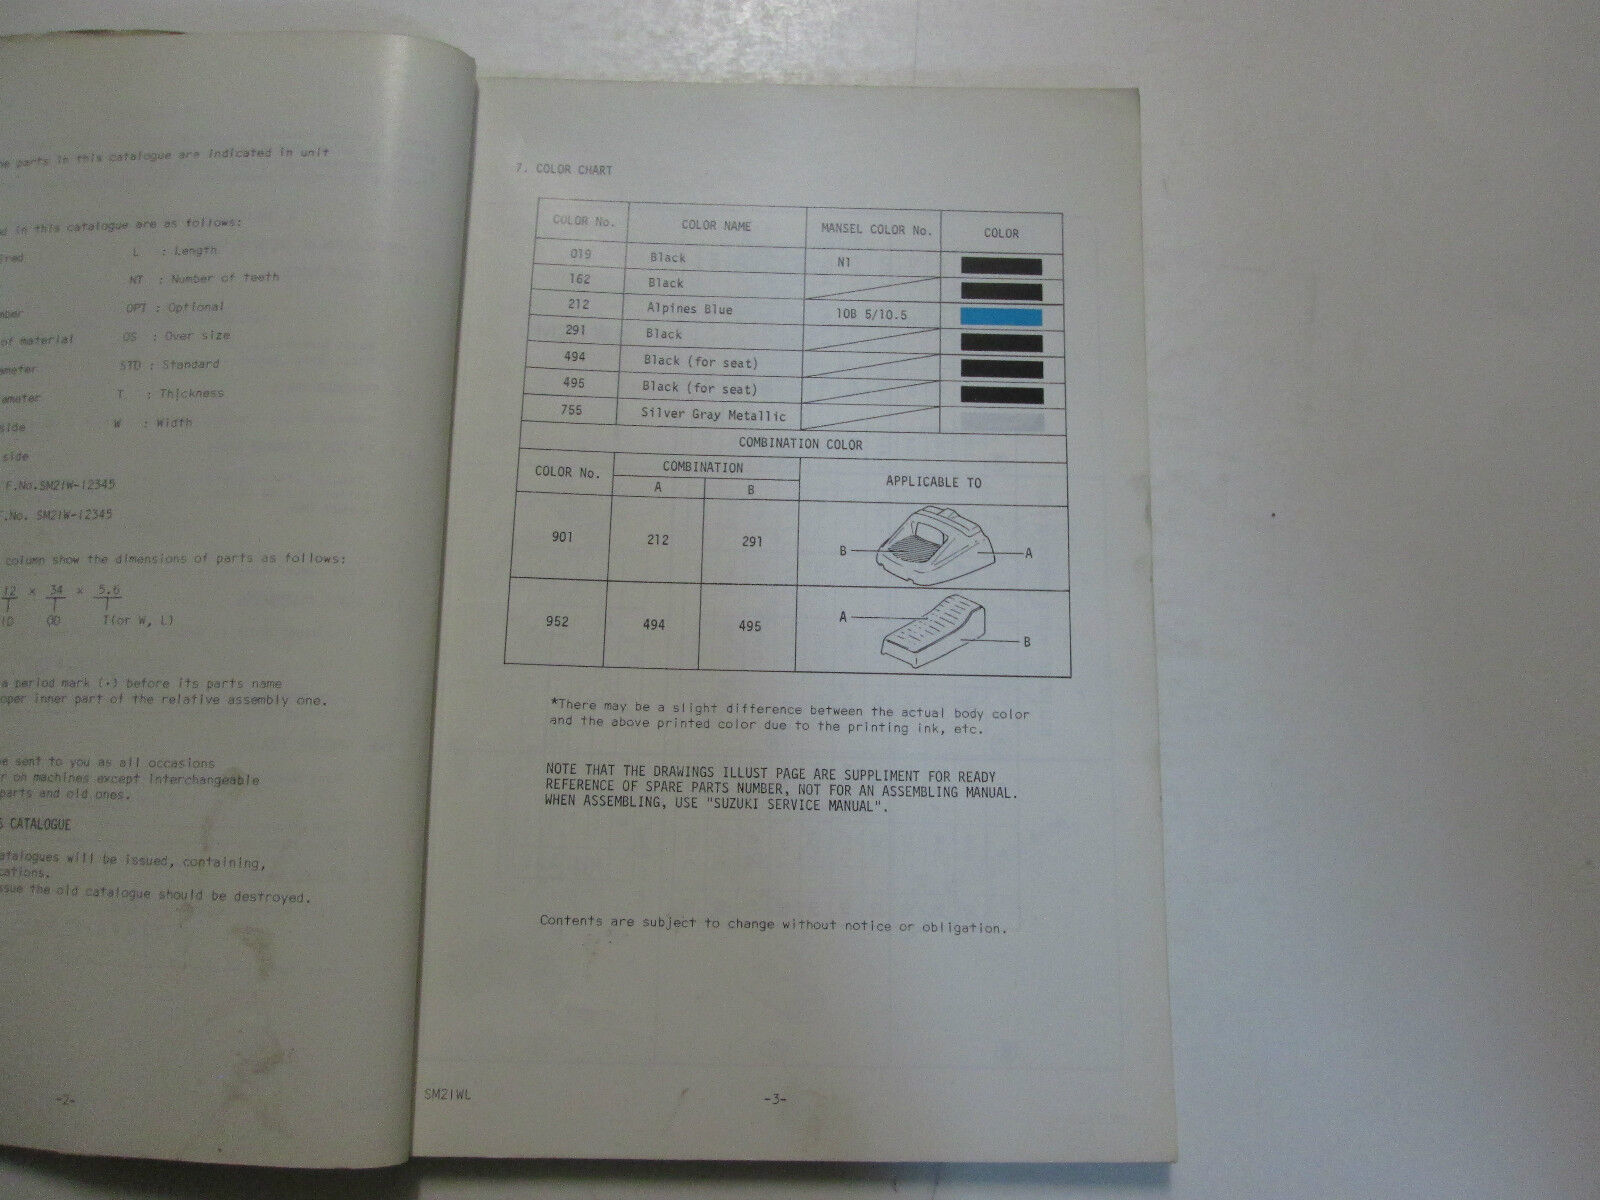 parts in this catalogue are indicated in unit
in this catalogue are as follows:
L : Length
NT : Number of teeth
OPT : Optional
of material OS : Over size
STD : Standard
T : Thickness
side W : Width
side
F.No.SM21W-12345
F.No. SM21W-12345
column show the dimensions of parts as follows:
12 × 34 × 5.6
ID OD T(or W, L)
a period mark (.) before its parts name
inner part of the relative assembly one.
sent to you as all occasions
on machines except interchangeable
parts and old ones.
CATALOGUE
catalogues will be issued, containing,
issue the old catalogue should be destroyed.
-2-
7. COLOR CHART
COLOR No. COLOR NAME MANSEL COLOR No. COLOR
019 Black N1
162 Black
212 Alpines Blue 10B 5/10.5
291 Black
494 Black (for seat)
495 Black (for seat)
755 Silver Gray Metallic
COMBINATION COLOR
COLOR No. COMBINATION APPLICABLE TO
A B
901 212 291 B A
952 494 495 A B
*There may be a slight difference between the actual body color
and the above printed color due to the printing ink, etc.
NOTE THAT THE DRAWINGS ILLUST PAGE ARE SUPPLIMENT FOR READY
REFERENCE OF SPARE PARTS NUMBER, NOT FOR AN ASSEMBLING MANUAL.
WHEN ASSEMBLING, USE "SUZUKI SERVICE MANUAL".
Contents are subject to change without notice or obligation.
SM21WL -3-